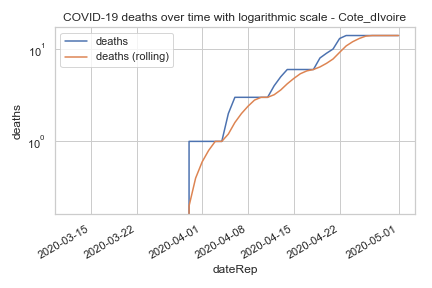 COVID-19 deaths over time with logarithmic scale - Cote_dIvoire
deaths
deaths (rolling)
10¹
10⁰
deaths
2020-03-15
2020-03-22
2020-04-01
2020-04-08
2020-04-15
2020-04-22
2020-05-01
dateRep